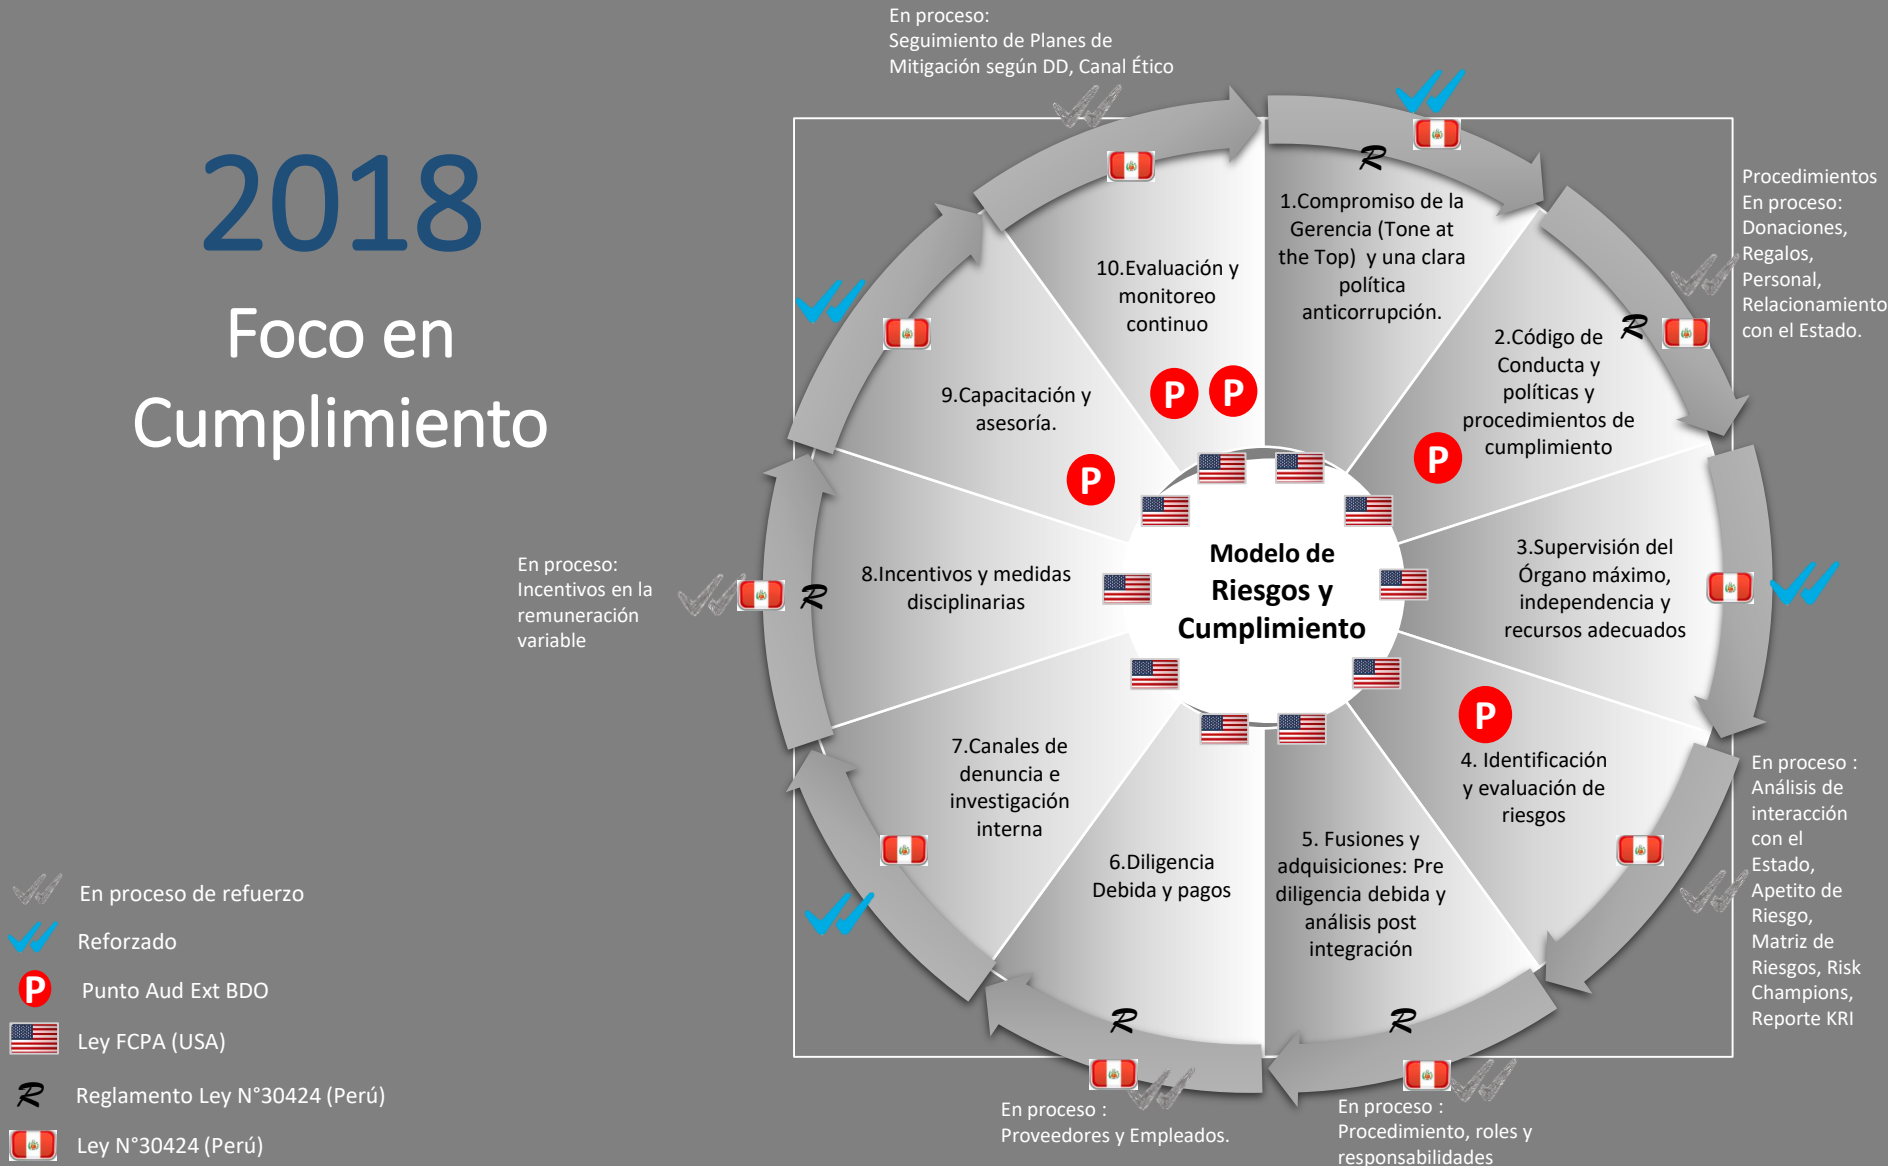 2018
Foco en
Cumplimiento
En proceso:
Seguimiento de Planes de
Mitigación según DD, Canal Ético
Procedimientos
En proceso:
Donaciones,
Regalos,
Personal,
Relacionamiento
con el Estado.
R
1.Compromiso de la
Gerencia (Tone at
the Top) y una clara
política
anticorrupción.
R
2.Código de
Conducta y
políticas y
procedimientos de
cumplimiento
P
3.Supervisión del
Órgano máximo,
independencia y
recursos adecuados
P
4. Identificación
y evaluación de
riesgos
En proceso :
Análisis de
interacción
con el
Estado,
Apetito de
Riesgo,
Matriz de
Riesgos, Risk
Champions,
Reporte KRI
5. Fusiones y
adquisiciones: Pre
diligencia debida y
análisis post
integración
R
En proceso :
Procedimiento, roles y
responsabilidades
6.Diligencia
Debida y pagos
R
En proceso :
Proveedores y Empleados.
7.Canales de
denuncia e
investigación
interna
8.Incentivos y medidas
disciplinarias
R
En proceso:
Incentivos en la
remuneración
variable
9.Capacitación y
asesoría.
P
10.Evaluación y
monitoreo
continuo
P P
Modelo de
Riesgos y
Cumplimiento
En proceso de refuerzo
Reforzado
P Punto Aud Ext BDO
Ley FCPA (USA)
R Reglamento Ley N°30424 (Perú)
Ley N°30424 (Perú)